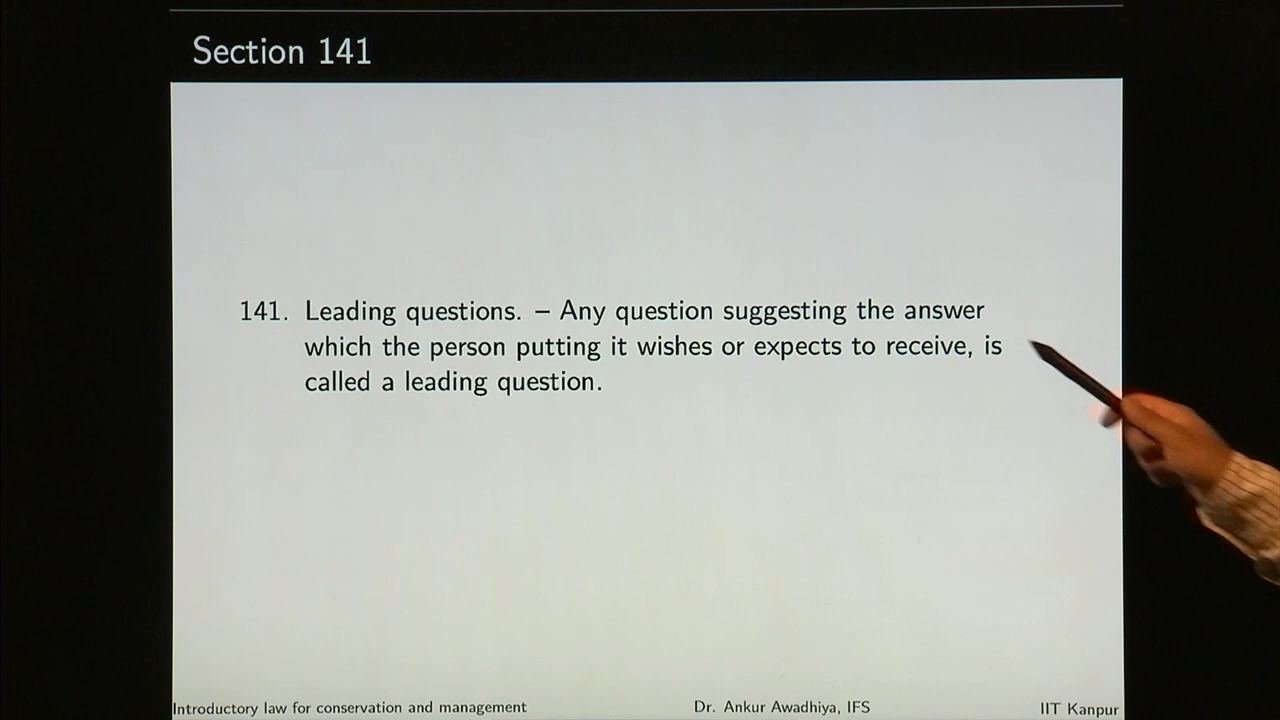 Section 141
141. Leading questions. – Any question suggesting the answer
which the person putting it wishes or expects to receive, is
called a leading question.
Introductory law for conservation and management Dr. Ankur Awadhiya, IFS IIT Kanpur